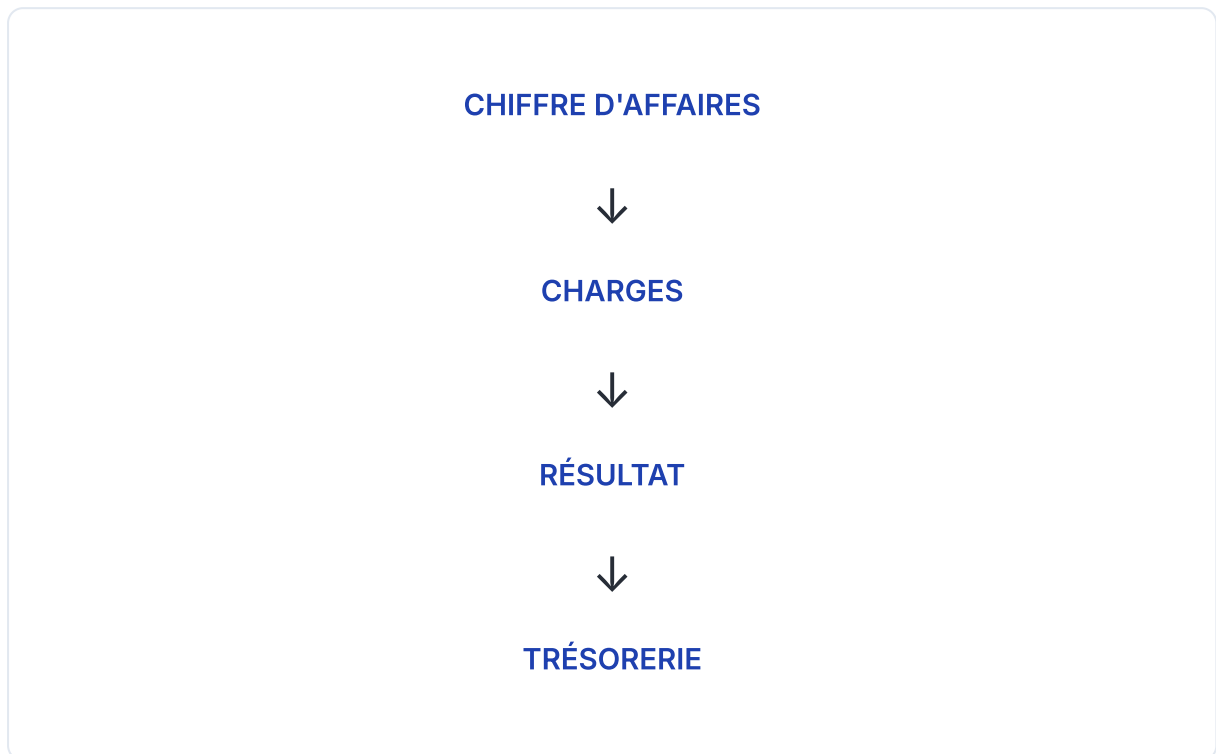 CHIFFRE D'AFFAIRES
↓
CHARGES
↓
RÉSULTAT
↓
TRÉSORERIE